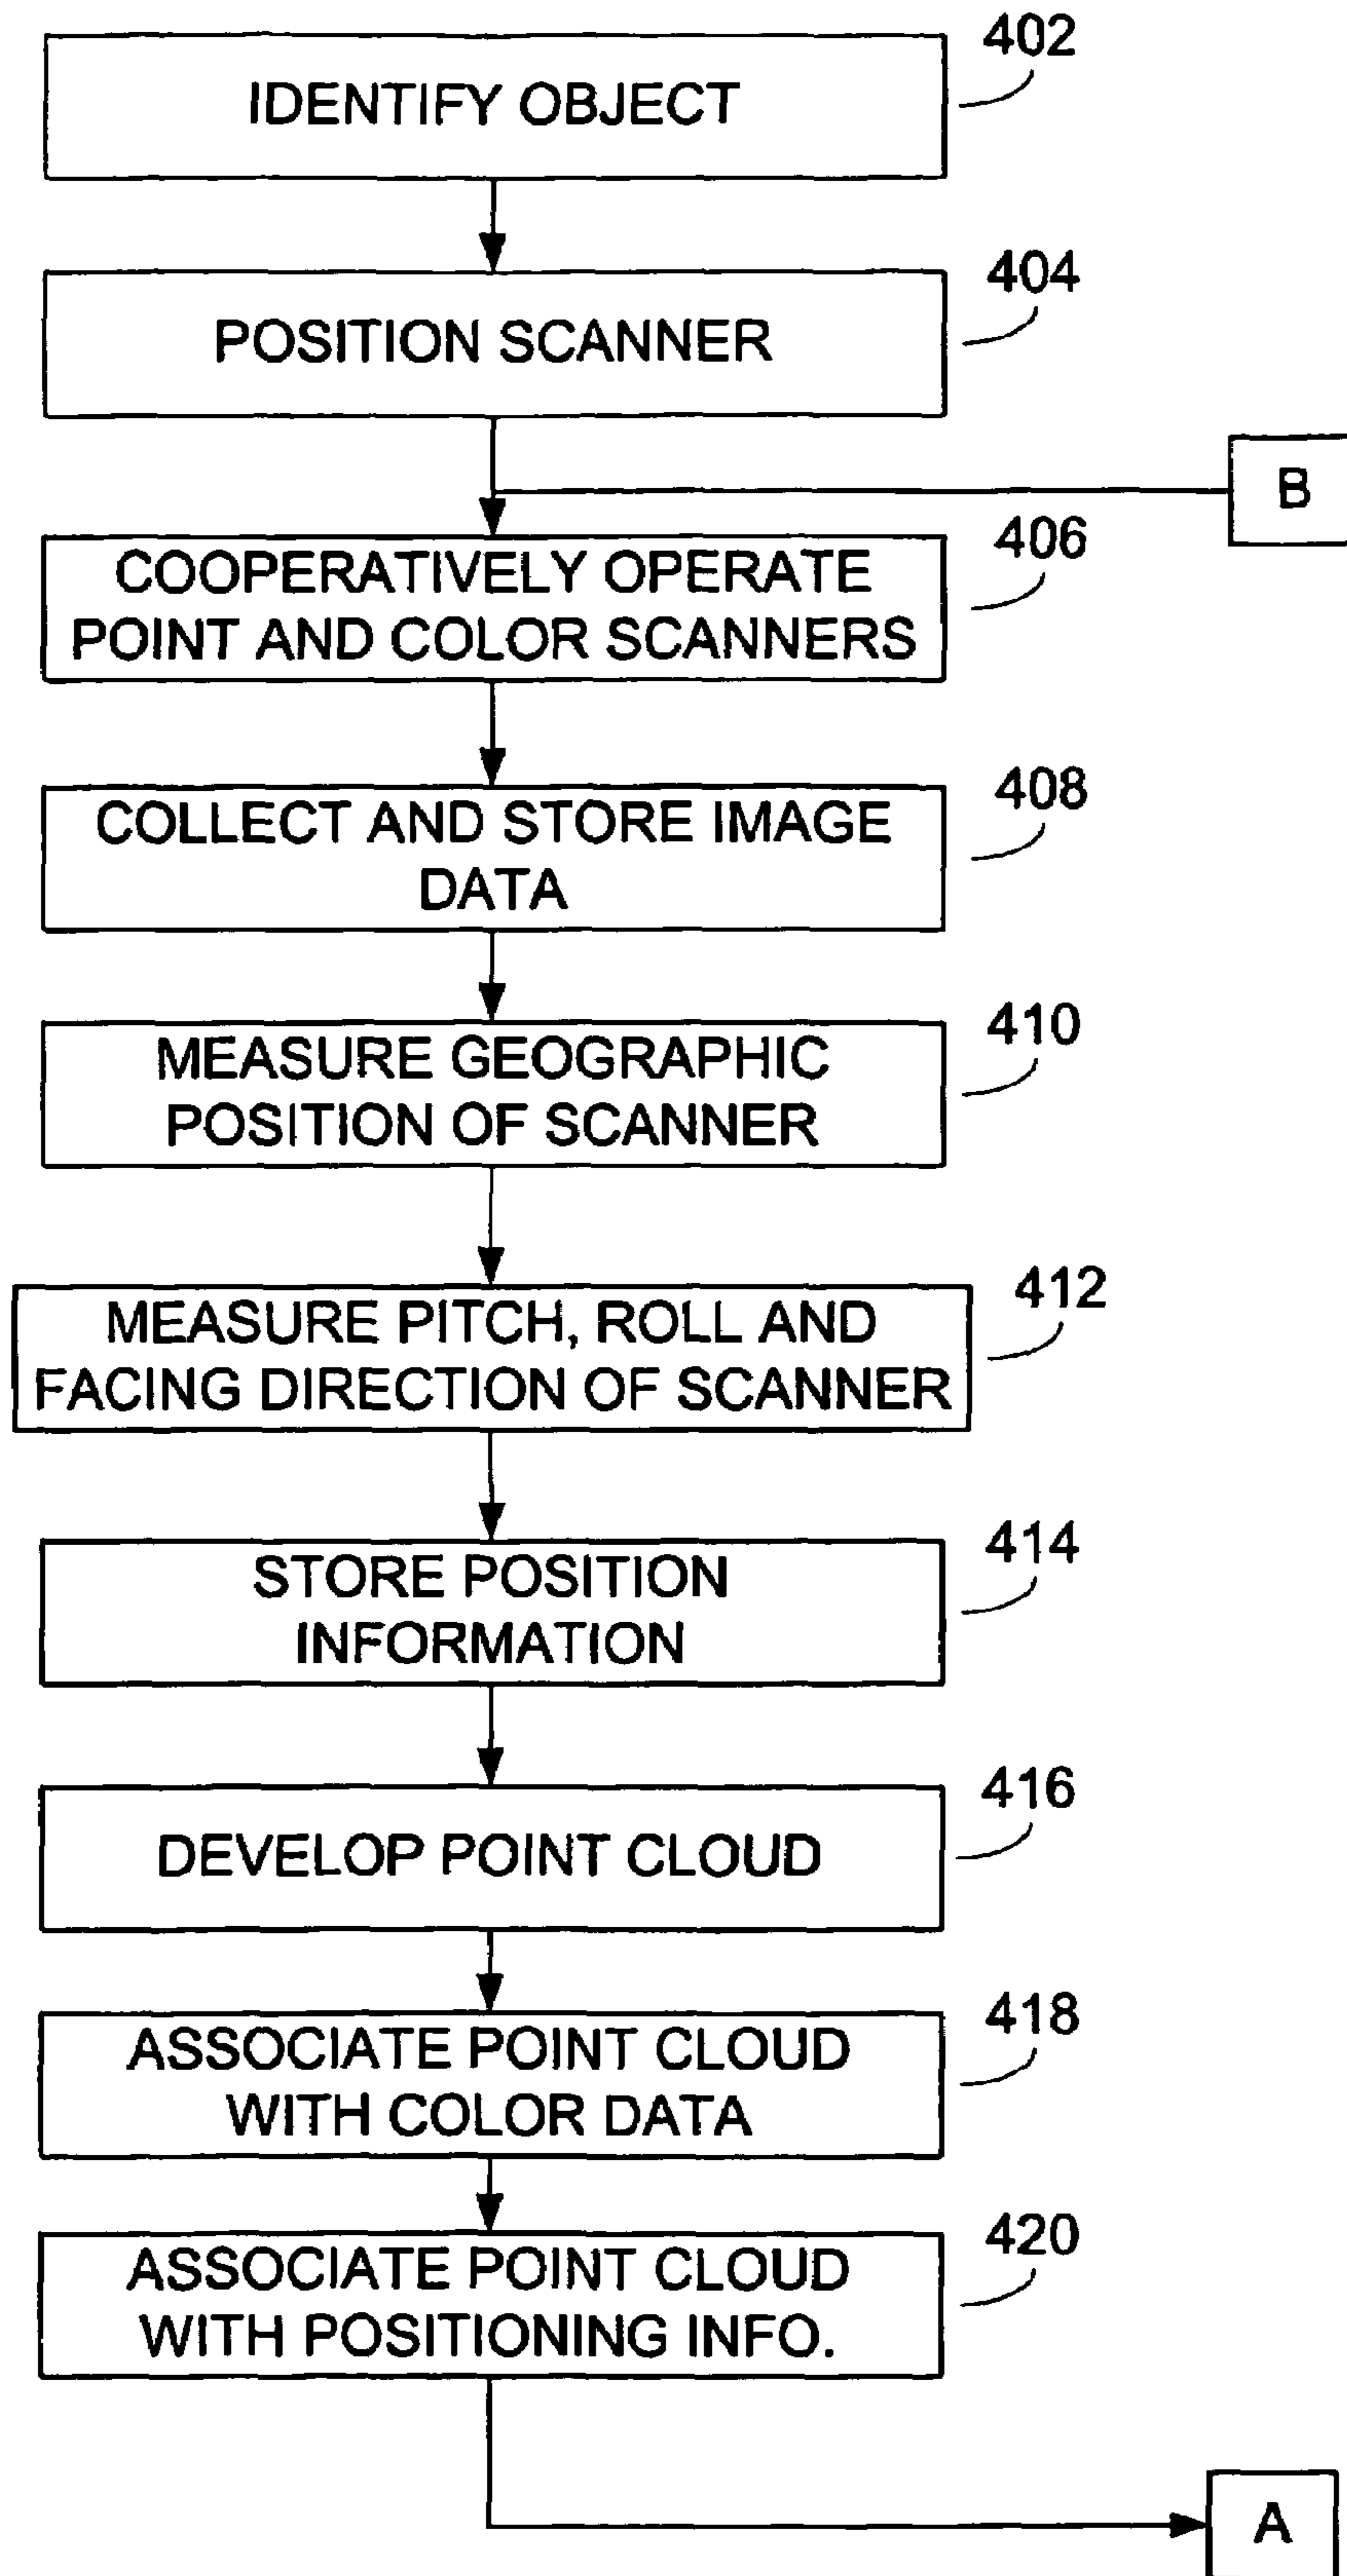 402
IDENTIFY OBJECT
404
POSITION SCANNER
B
406
COOPERATIVELY OPERATE
POINT AND COLOR SCANNERS
408
COLLECT AND STORE IMAGE
DATA
410
MEASURE GEOGRAPHIC
POSITION OF SCANNER
412
MEASURE PITCH, ROLL AND
FACING DIRECTION OF SCANNER
414
STORE POSITION
INFORMATION
416
DEVELOP POINT CLOUD
418
ASSOCIATE POINT CLOUD
WITH COLOR DATA
420
ASSOCIATE POINT CLOUD
WITH POSITIONING INFO.
A